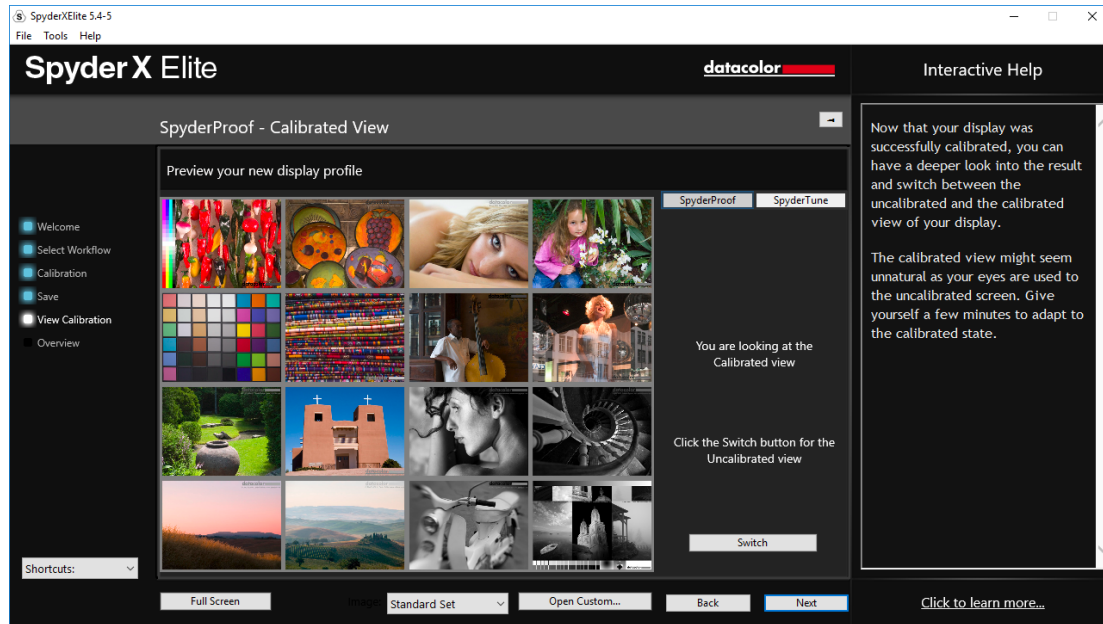 SpyderXElite 5.4-5
File Tools Help
Spyder X Elite
datacolor
Interactive Help
SpyderProof - Calibrated View
Preview your new display profile
Welcome
Select Workflow
Calibration
Save
View Calibration
Overview
Shortcuts:
SpyderProof
SpyderTune
You are looking at the
Calibrated view
Click the Switch button for the
Uncalibrated view
Switch
Now that your display was
successfully calibrated, you can
have a deeper look into the result
and switch between the
uncalibrated and the calibrated
view of your display.
The calibrated view might seem
unnatural as your eyes are used to
the uncalibrated screen. Give
yourself a few minutes to adapt to
the calibrated state.
Full Screen
Standard Set
Open Custom...
Back
Next
Click to learn more...